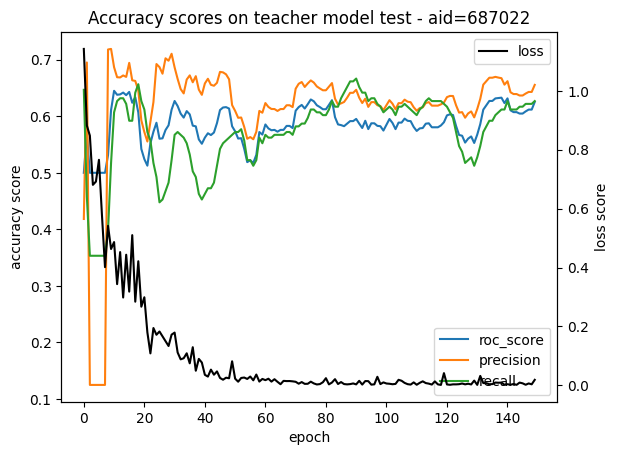 Accuracy scores on teacher model test - aid=687022
loss
0.7
0.6
0.5
0.4
0.3
0.2
0.1
accuracy score
1.0
0.8
0.6
0.4
0.2
0.0
loss score
roc_score
precision
recall
0 20 40 60 80 100 120 140
epoch